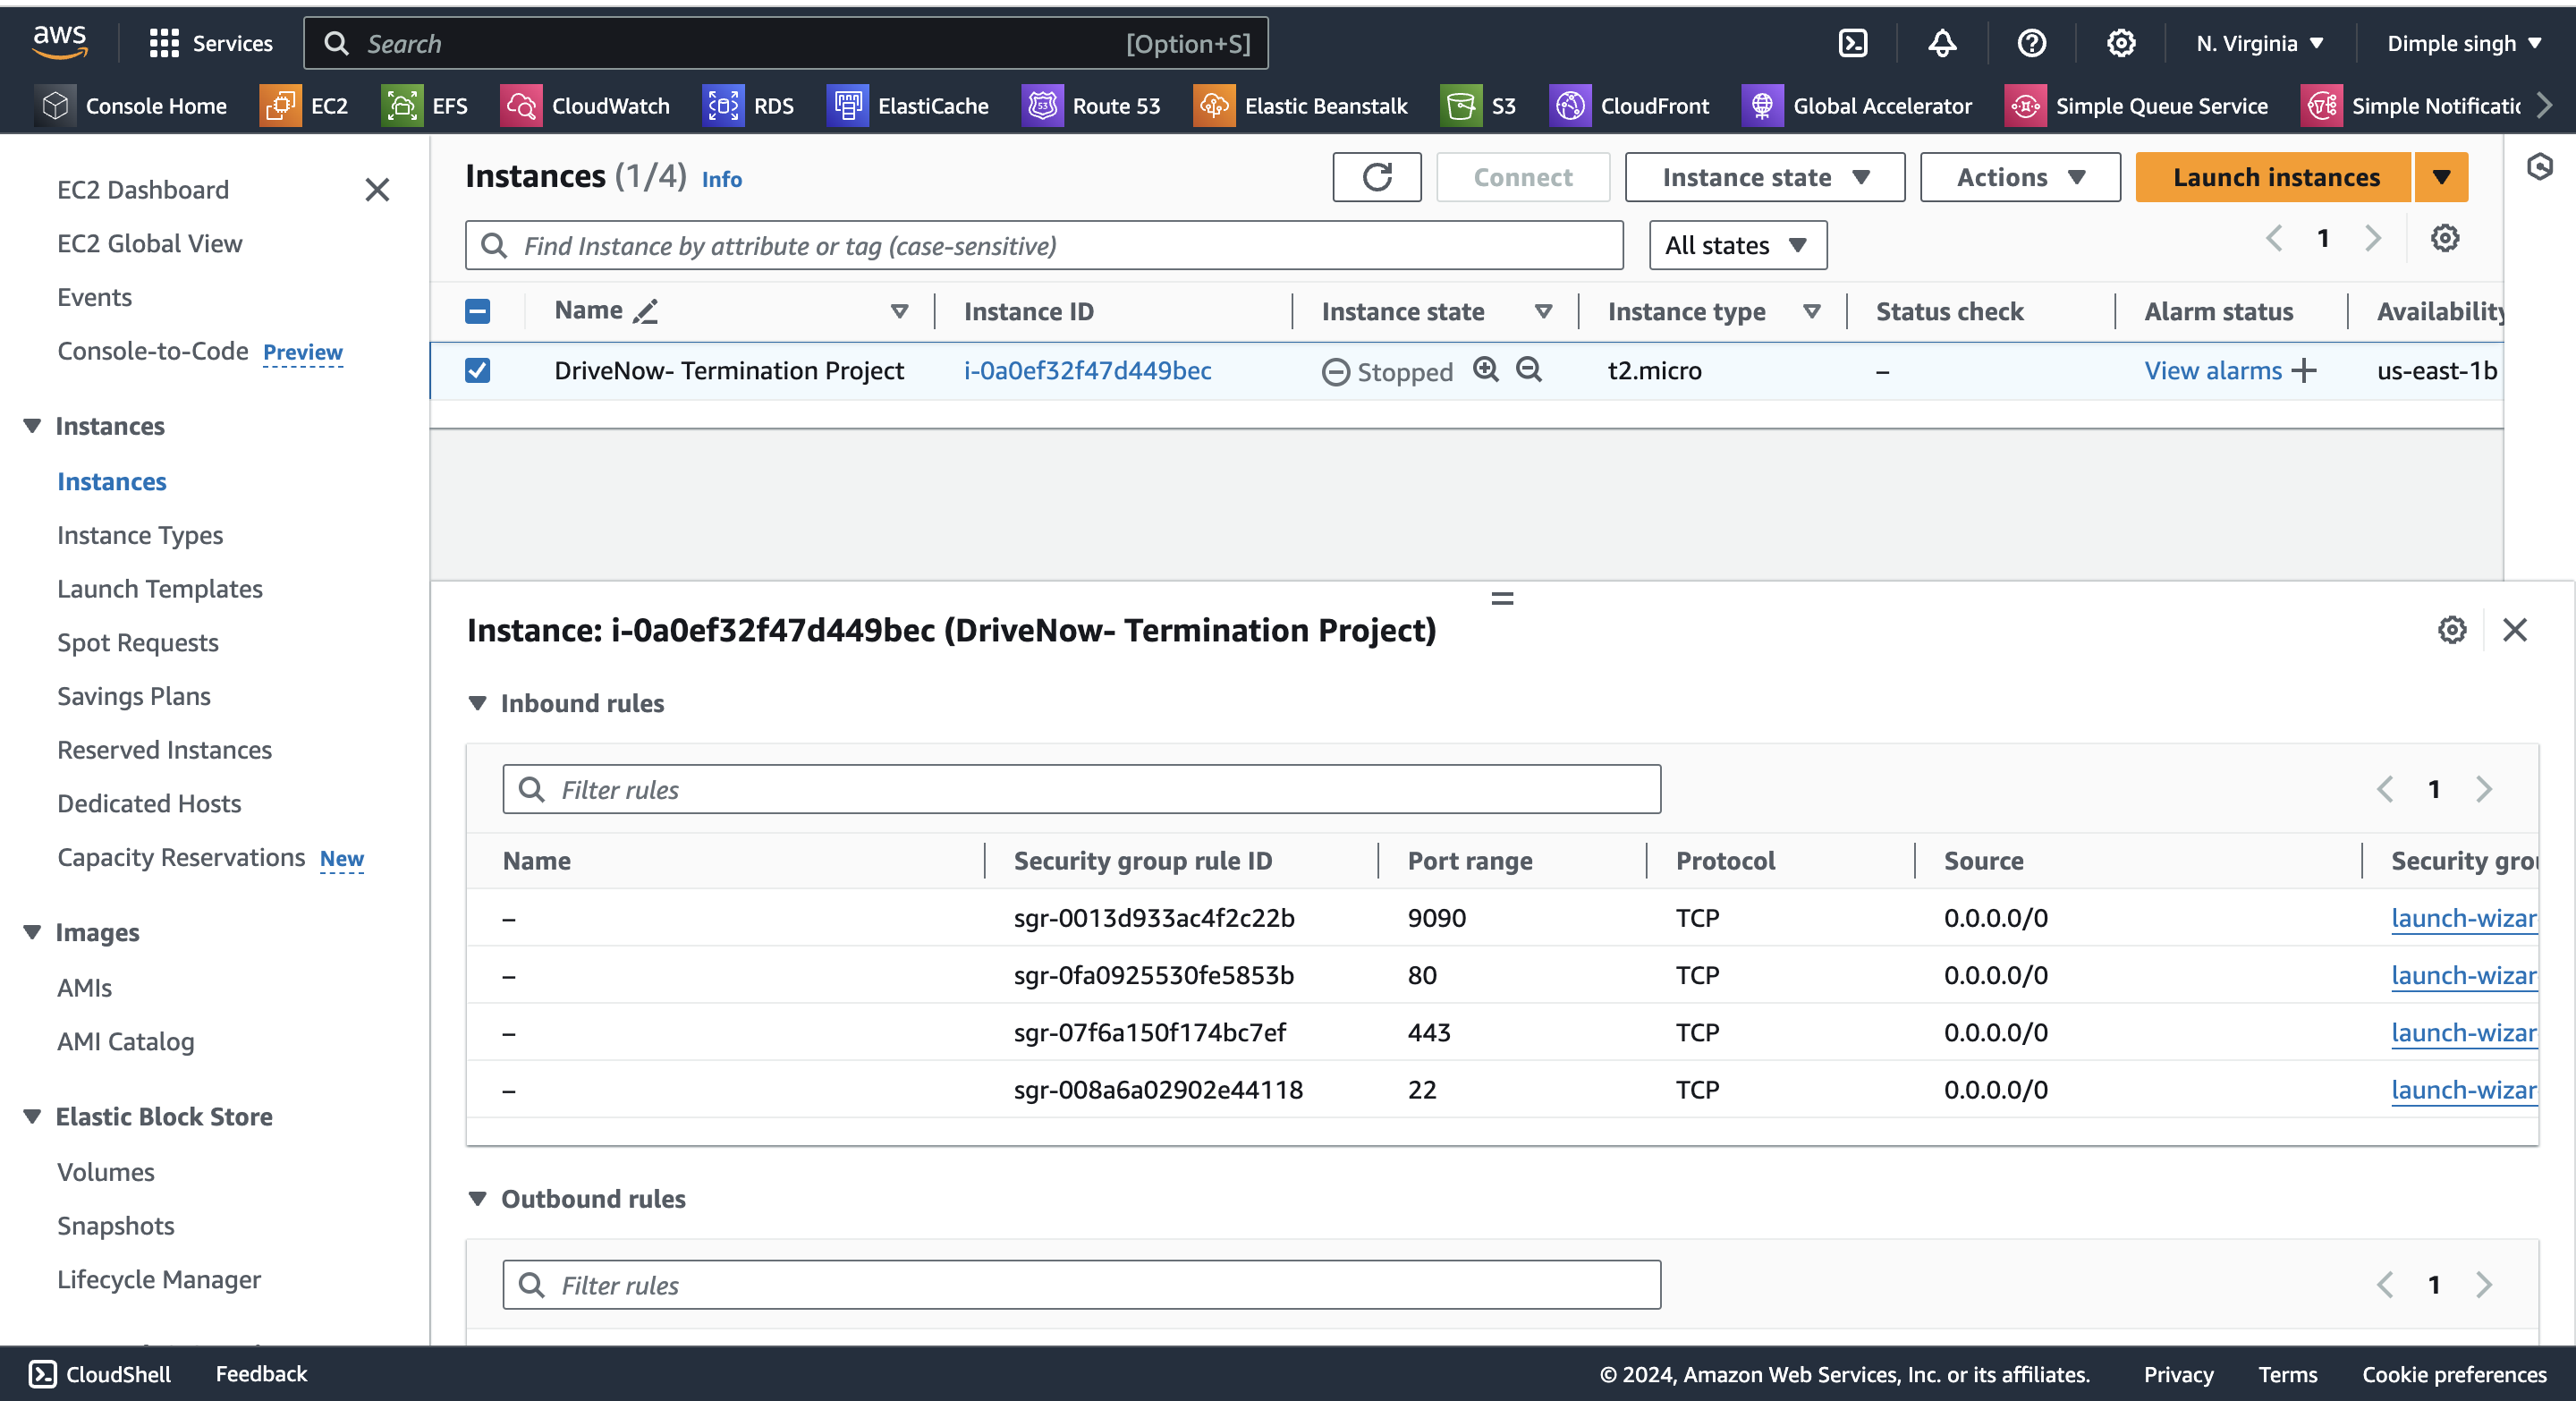 aws
Services
Search
[Option+S]
N. Virginia
Dimple singh
Console Home
EC2
EFS
CloudWatch
RDS
ElastiCache
Route 53
Elastic Beanstalk
S3
CloudFront
Global Accelerator
Simple Queue Service
Simple Notificatic
EC2 Dashboard
EC2 Global View
Events
Console-to-Code Preview
Instances
Instances
Instance Types
Launch Templates
Spot Requests
Savings Plans
Reserved Instances
Dedicated Hosts
Capacity Reservations New
Images
AMIs
AMI Catalog
Elastic Block Store
Volumes
Snapshots
Lifecycle Manager
Instances (1/4) Info
Connect
Instance state
Actions
Launch instances
Find Instance by attribute or tag (case-sensitive)
All states
1
Name Instance ID Instance state Instance type Status check Alarm status Availability
DriveNow- Termination Project i-0a0ef32f47d449bec Stopped t2.micro – View alarms + us-east-1b
Instance: i-0a0ef32f47d449bec (DriveNow- Termination Project)
Inbound rules
Filter rules
1
Name Security group rule ID Port range Protocol Source Security grou
– sgr-0013d933ac4f2c22b 9090 TCP 0.0.0.0/0 launch-wizar
– sgr-0fa0925530fe5853b 80 TCP 0.0.0.0/0 launch-wizar
– sgr-07f6a150f174bc7ef 443 TCP 0.0.0.0/0 launch-wizar
– sgr-008a6a02902e44118 22 TCP 0.0.0.0/0 launch-wizar
Outbound rules
Filter rules
1
CloudShell
Feedback
© 2024, Amazon Web Services, Inc. or its affiliates.
Privacy
Terms
Cookie preferences